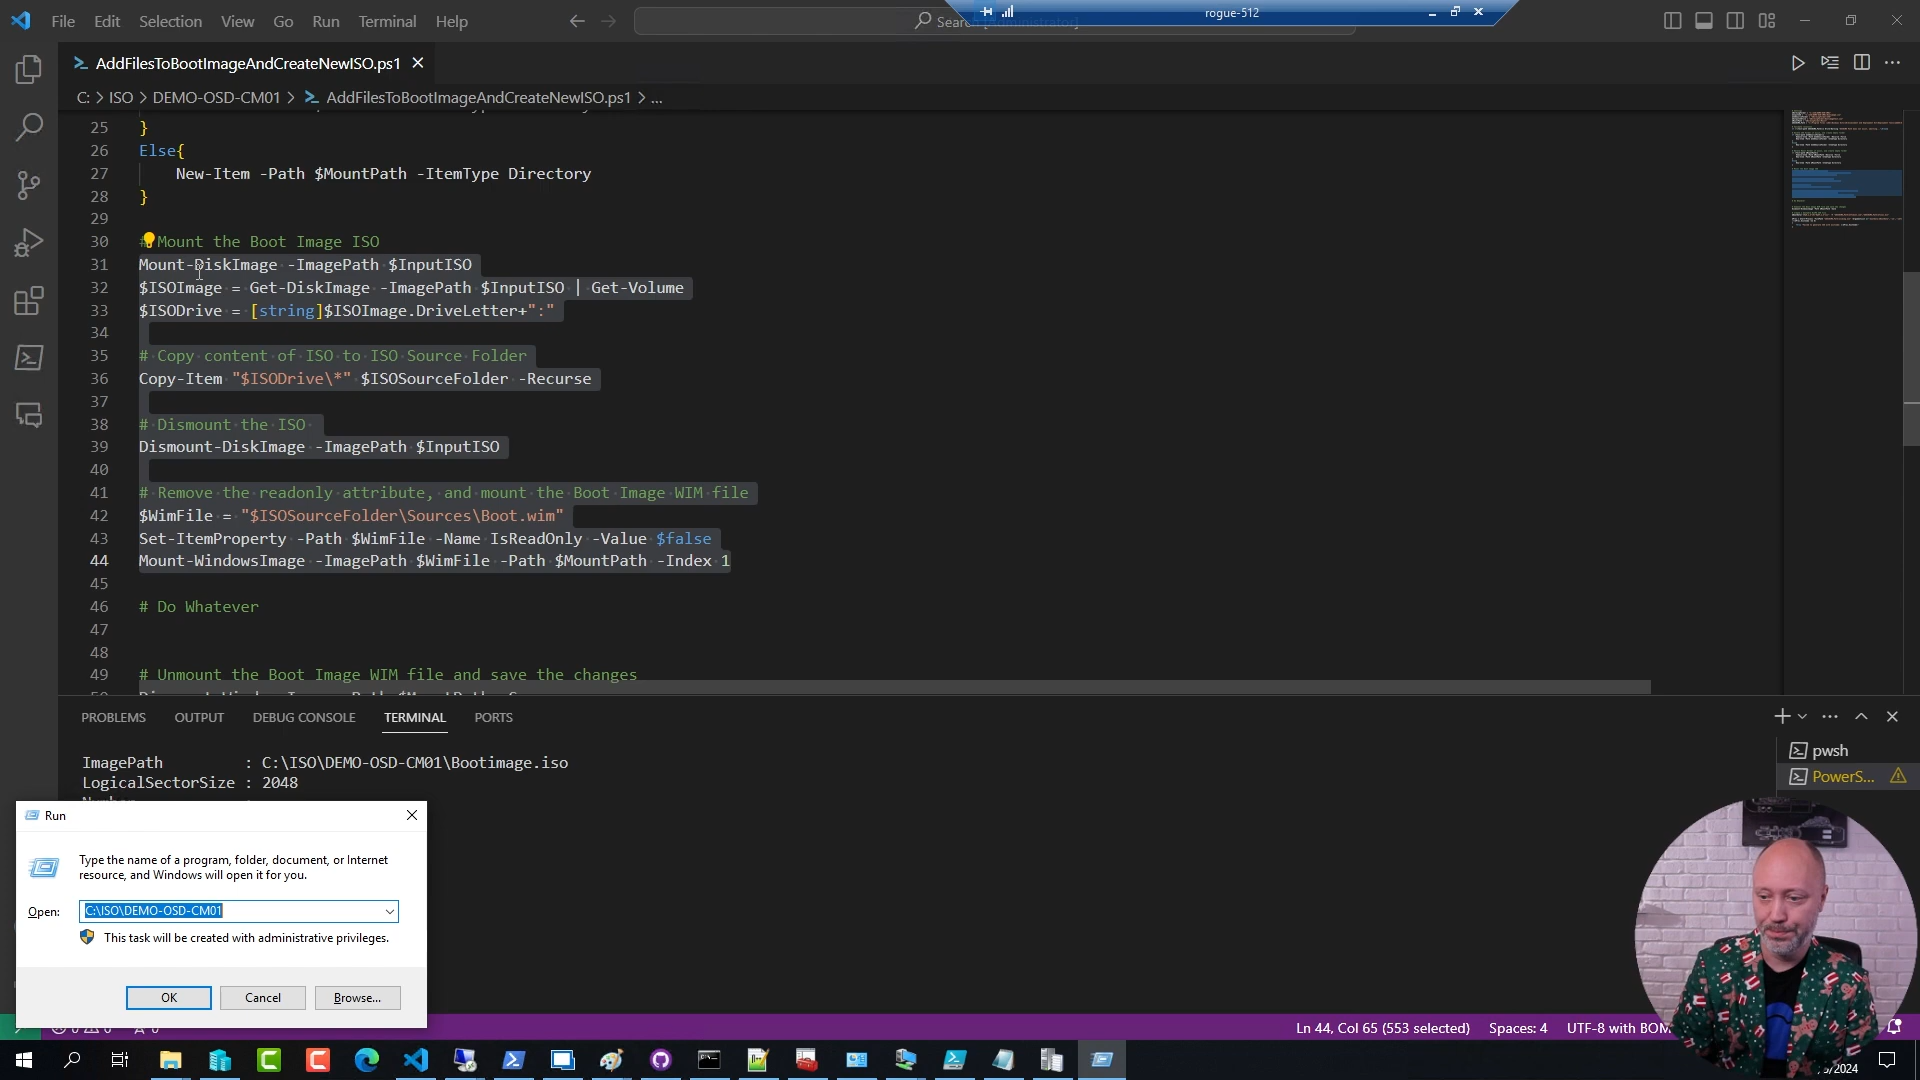 File Edit Selection View Go Run Terminal Help
Search [Administrator]
rogue-512
AddFilesToBootImageAndCreateNewISO.ps1
C: > ISO > DEMO-OSD-CM01 > AddFilesToBootImageAndCreateNewISO.ps1 > ...
25 }
26 Else{
27 New-Item -Path $MountPath -ItemType Directory
28 }
29
30 # Mount the Boot Image ISO
31 Mount-DiskImage -ImagePath $InputISO
32 $ISOImage = Get-DiskImage -ImagePath $InputISO | Get-Volume
33 $ISODrive = [string]$ISOImage.DriveLetter+":"
34
35 # Copy content of ISO to ISO Source Folder
36 Copy-Item "$ISODrive\*" $ISOSourceFolder -Recurse
37
38 # Dismount the ISO
39 Dismount-DiskImage -ImagePath $InputISO
40
41 # Remove the readonly attribute, and mount the Boot Image WIM file
42 $WimFile = "$ISOSourceFolder\Sources\Boot.wim"
43 Set-ItemProperty -Path $WimFile -Name IsReadOnly -Value $false
44 Mount-WindowsImage -ImagePath $WimFile -Path $MountPath -Index 1
45
46 # Do Whatever
47
48
49 # Unmount the Boot Image WIM file and save the changes
PROBLEMS OUTPUT DEBUG CONSOLE TERMINAL PORTS
pwsh
PowerS...
ImagePath : C:\ISO\DEMO-OSD-CM01\Bootimage.iso
LogicalSectorSize : 2048
Run
Type the name of a program, folder, document, or Internet
resource, and Windows will open it for you.
Open: C:\ISO\DEMO-OSD-CM01
This task will be created with administrative privileges.
OK Cancel Browse...
Ln 44, Col 65 (553 selected) Spaces: 4 UTF-8 with BOM
/2024